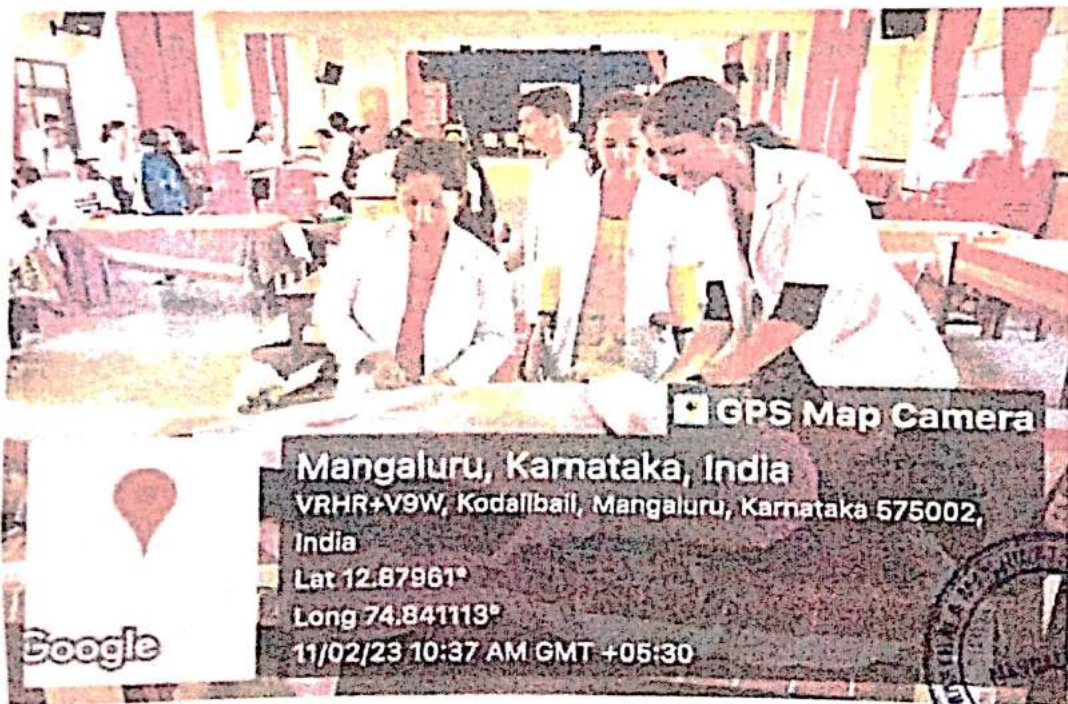 GPS Map Camera
Mangaluru, Karnataka, India
VRHR+V9W, Kodailbail, Mangaluru, Karnataka 575002,
India
Lat 12.87961°
Long 74.841113°
11/02/23 10:37 AM GMT +05:30
Google